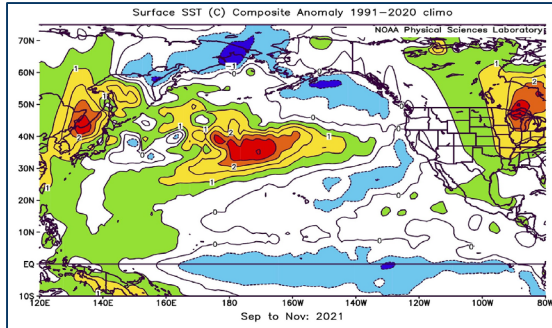 Surface SST (C) Composite Anomaly 1991-2020 climo
NOAA Physical Sciences Laboratory
70N
60N
50N
40N
30N
20N
10N
EQ
10S
120E 140E 160E 180 160W 140W 120W 100W 80W
Sep to Nov: 2021